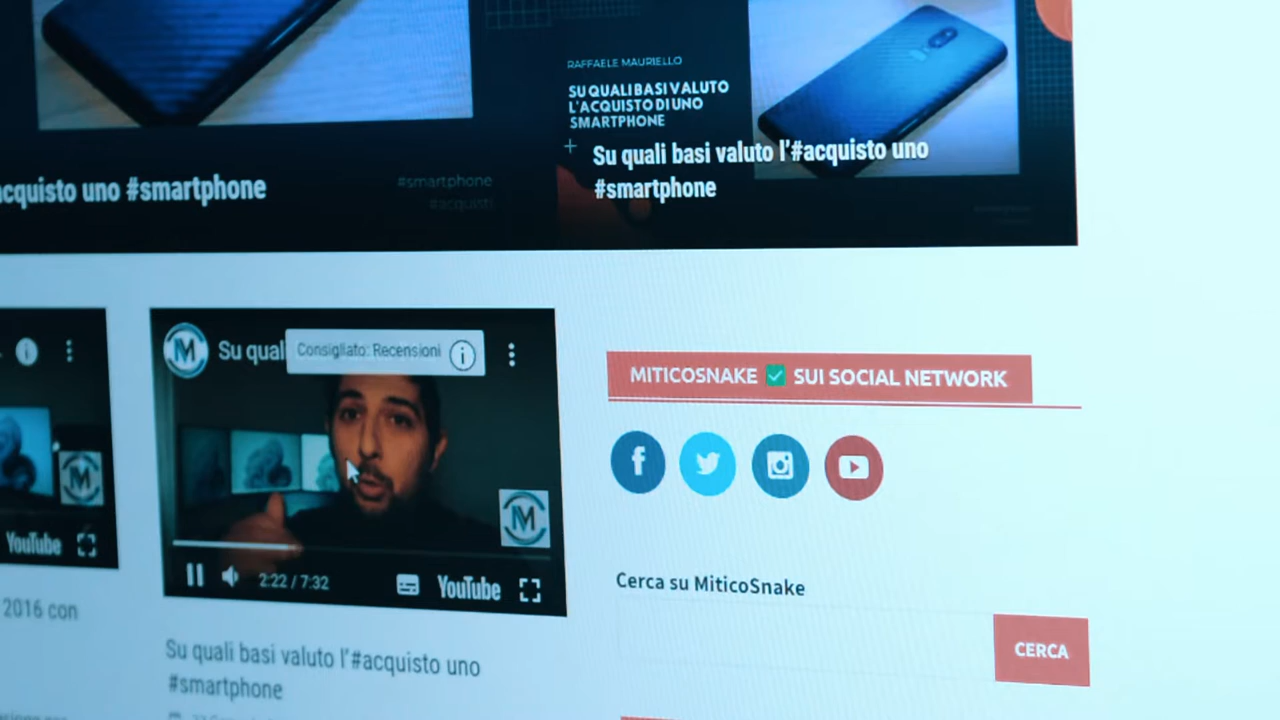 RAFFAELE MAURIELLO
SU QUALI BASI VALUTO
L'ACQUISTO DI UNO
SMARTPHONE
Su quali basi valuto l'#acquisto uno
#smartphone
acquisto uno #smartphone
#smartphone
#acquisti
Su qual
Consigliato: Recensioni
M
M
M
YouTube
2:22 / 7:32
YouTube
MITICOSNAKE ✅ SUI SOCIAL NETWORK
Cerca su MiticoSnake
CERCA
2016 con
Su quali basi valuto l'#acquisto uno
#smartphone